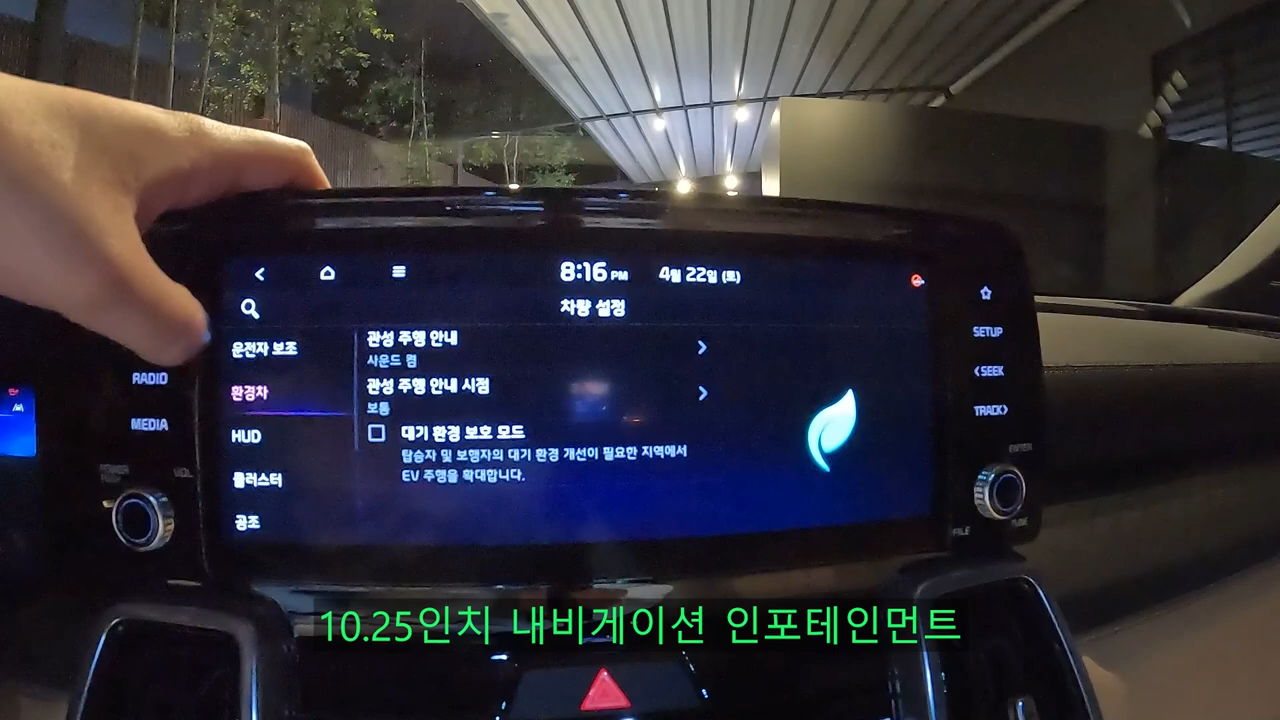 8:16 PM 4월 22일 (토)
차량 설정
운전자 보조
환경차
HUD
클러스터
공조
관성 주행 안내
사운드 켬
관성 주행 안내 시점
보통
대기 환경 보호 모드
탑승자 및 보행자의 대기 환경 개선이 필요한 지역에서
EV 주행을 확대합니다.
RADIO
MEDIA
POWER
VOL
SETUP
<SEEK
TRACK>
ENTER
TUNE
FILE
10.25인치 내비게이션 인포테인먼트